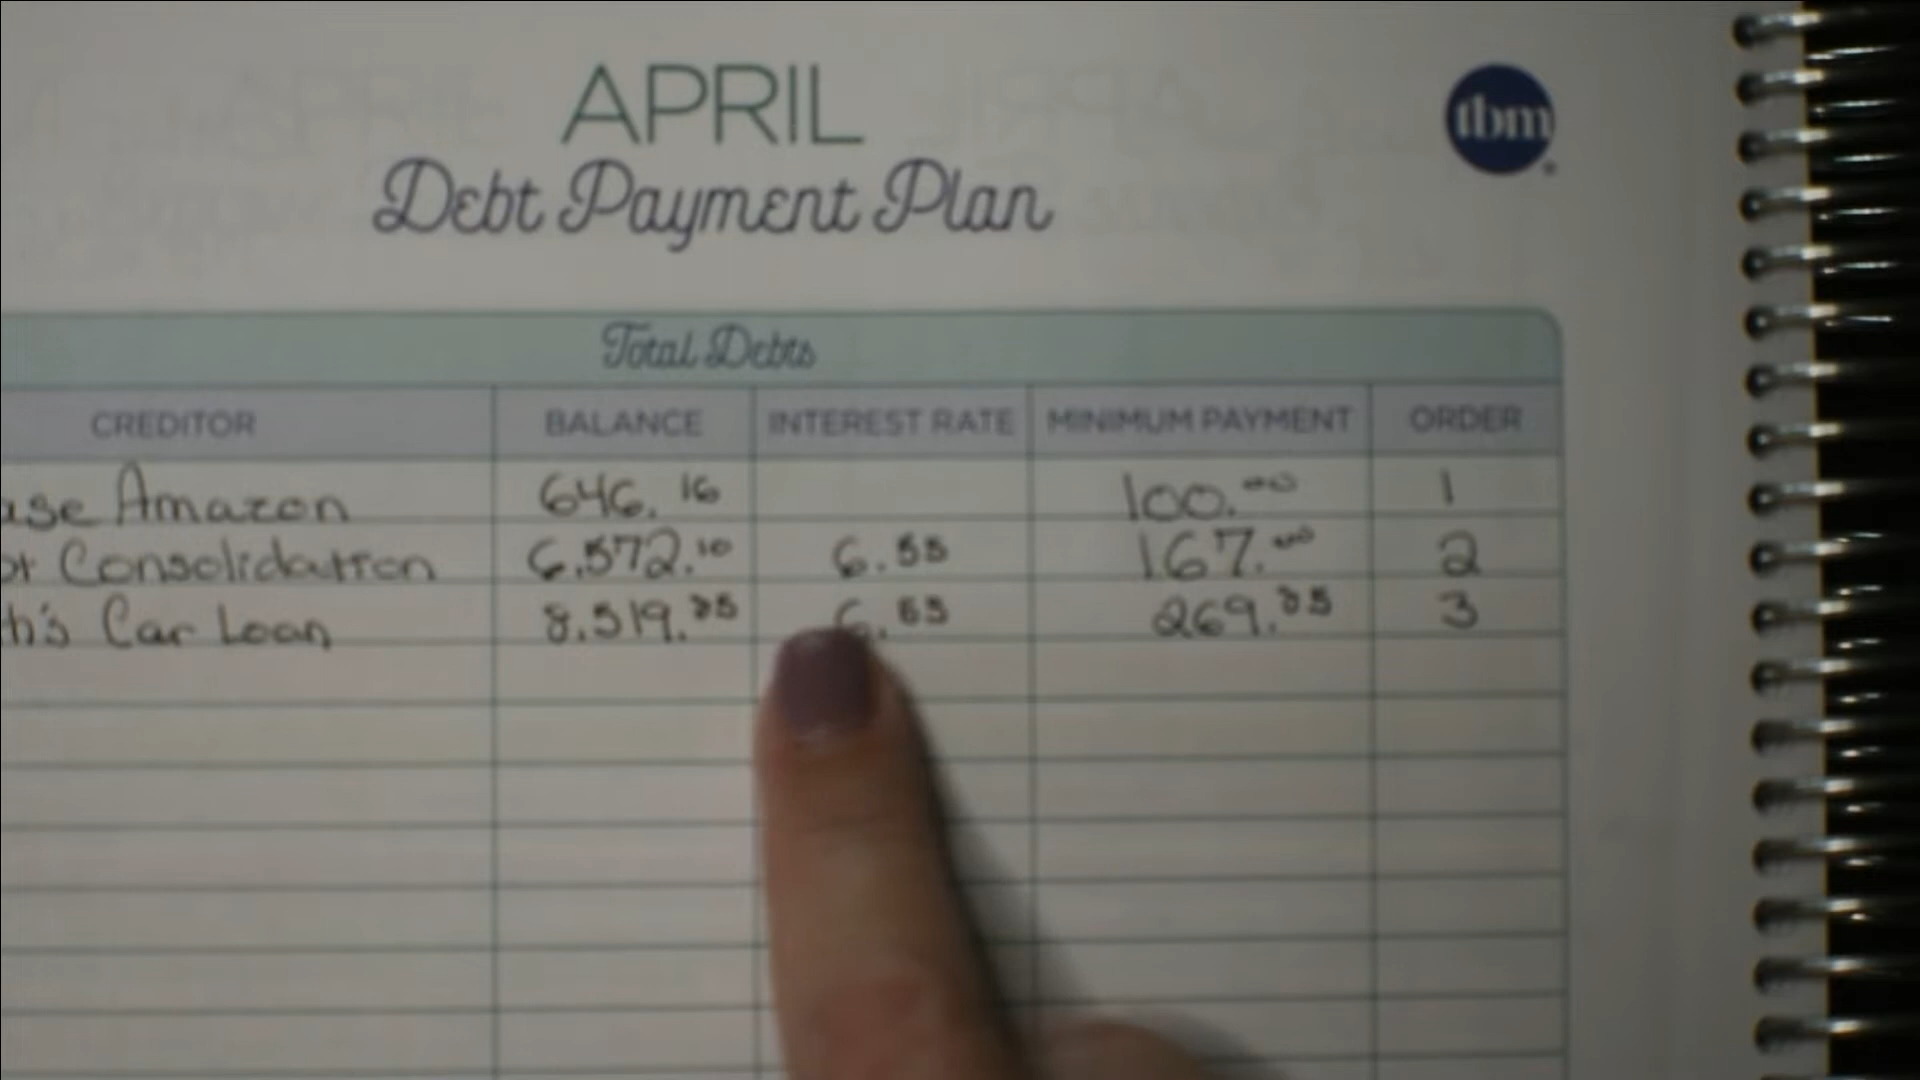 APRIL
tbm
Debt Payment Plan
Total Debts
CREDITOR BALANCE INTEREST RATE MINIMUM PAYMENT ORDER
ase Amazon 646.16 100.00 1
ot Consolidation 6,572.10 6.55 167.00 2
h's Car Loan 8,519.35 269.35 3